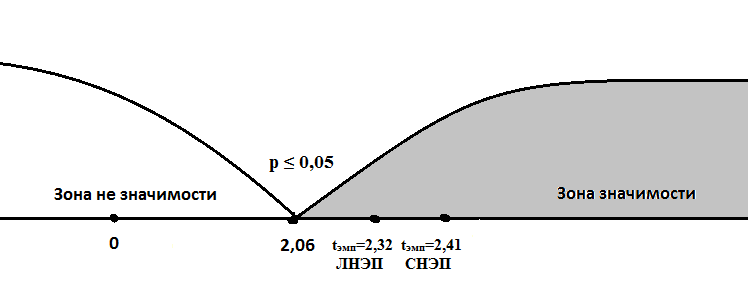 p ≤ 0,05
Зона не значимости
Зона значимости
0
2,06
tэмп=2,32
ЛНЭП
tэмп=2,41
СНЭП